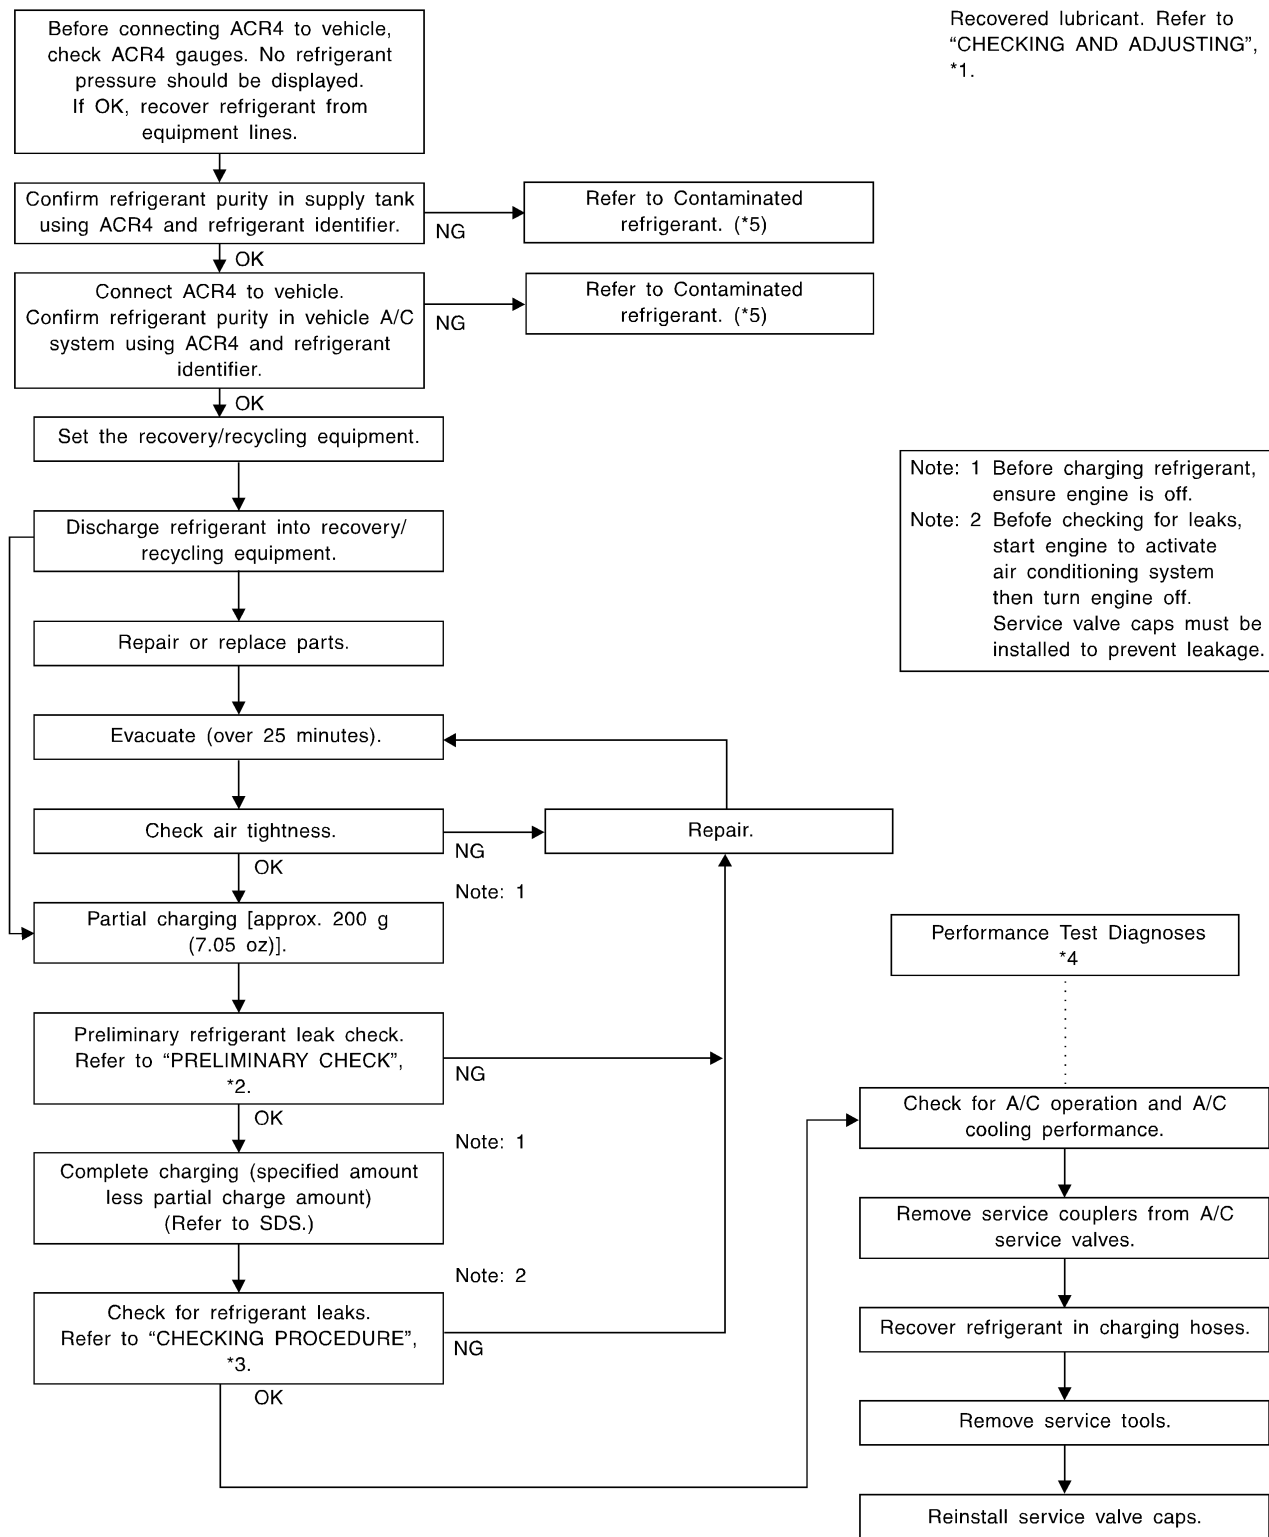 Before connecting ACR4 to vehicle,
check ACR4 gauges. No refrigerant
pressure should be displayed.
If OK, recover refrigerant from
equipment lines.
Recovered lubricant. Refer to
“CHECKING AND ADJUSTING”,
*1.
Confirm refrigerant purity in supply tank
using ACR4 and refrigerant identifier.
NG
Refer to Contaminated
refrigerant. (*5)
OK
Connect ACR4 to vehicle.
Confirm refrigerant purity in vehicle A/C
system using ACR4 and refrigerant
identifier.
NG
Refer to Contaminated
refrigerant. (*5)
OK
Set the recovery/recycling equipment.
Note: 1 Before charging refrigerant,
ensure engine is off.
Note: 2 Befofe checking for leaks,
start engine to activate
air conditioning system
then turn engine off.
Service valve caps must be
installed to prevent leakage.
Discharge refrigerant into recovery/
recycling equipment.
Repair or replace parts.
Evacuate (over 25 minutes).
Check air tightness.
NG
Repair.
OK
Note: 1
Partial charging [approx. 200 g
(7.05 oz)].
Preliminary refrigerant leak check.
Refer to “PRELIMINARY CHECK”,
*2.
NG
OK
Note: 1
Complete charging (specified amount
less partial charge amount)
(Refer to SDS.)
Note: 2
Check for refrigerant leaks.
Refer to “CHECKING PROCEDURE”,
*3.
NG
OK
Performance Test Diagnoses
*4
Check for A/C operation and A/C
cooling performance.
Remove service couplers from A/C
service valves.
Recover refrigerant in charging hoses.
Remove service tools.
Reinstall service valve caps.